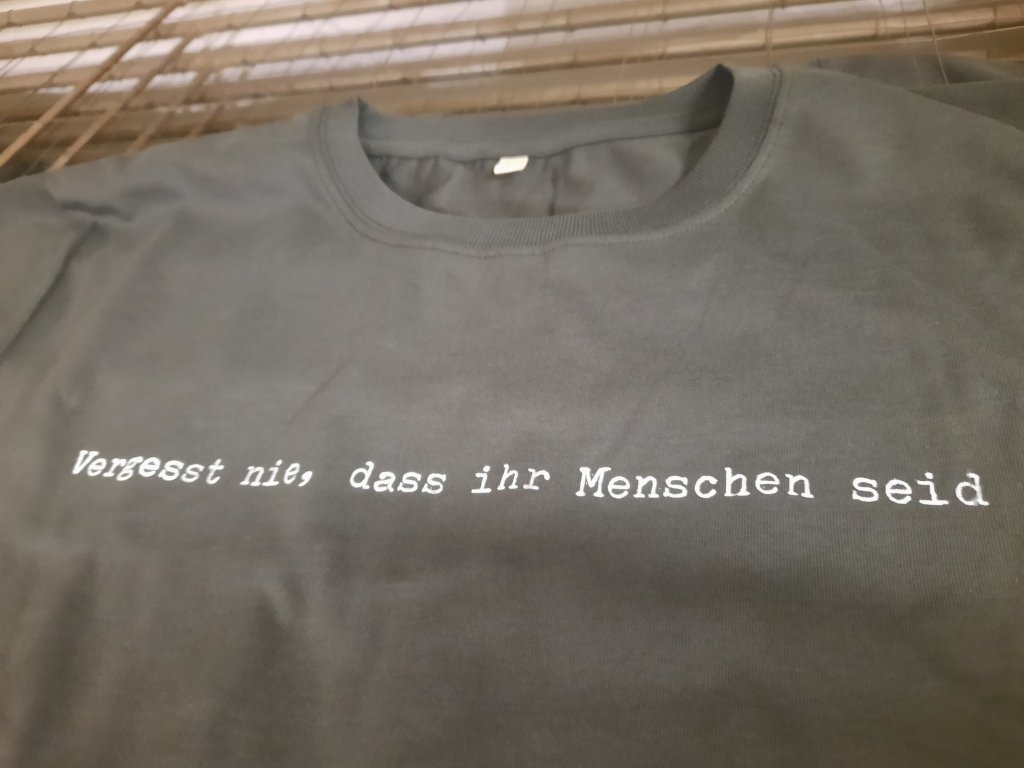 Vergesst nie, dass ihr Menschen seid